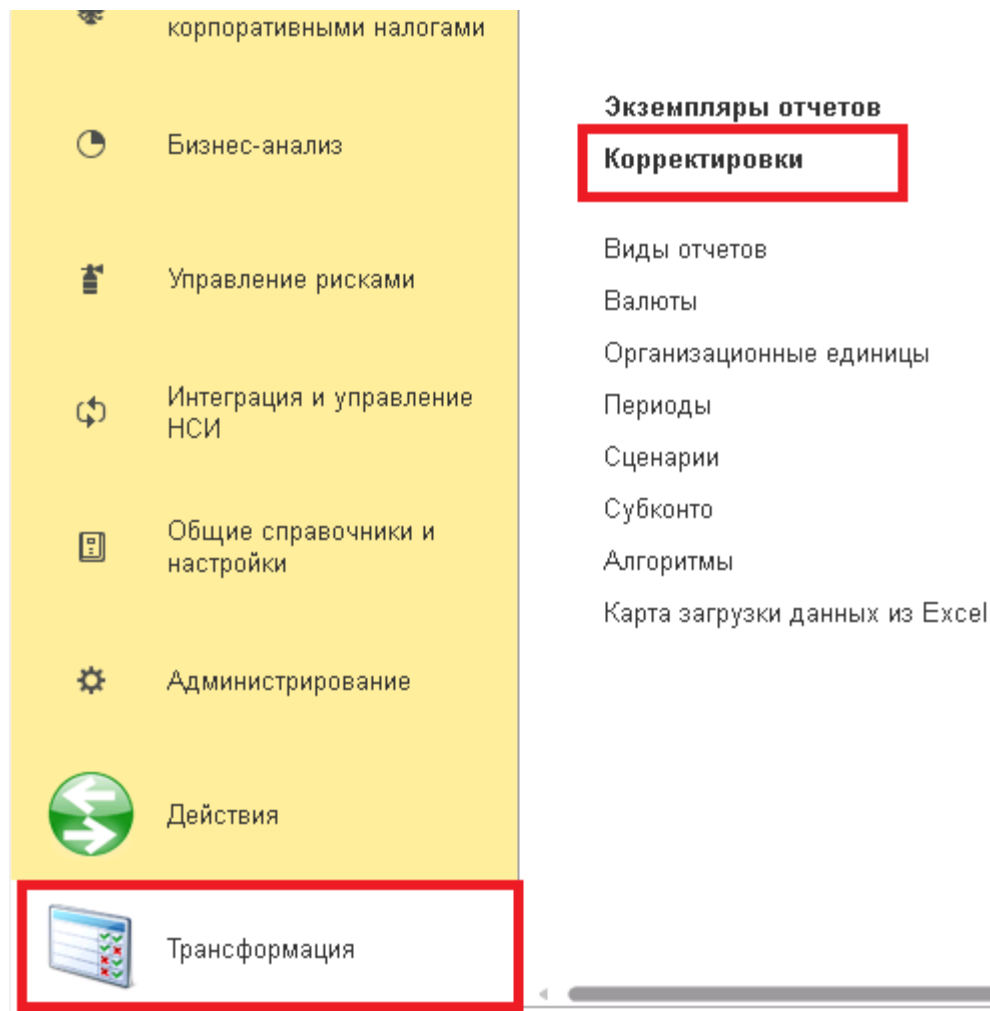 корпоративными налогами
Бизнес-анализ
Управление рисками
Интеграция и управление
НСИ
Общие справочники и
настройки
Администрирование
Действия
Трансформация
Экземпляры отчетов
Корректировки
Виды отчетов
Валюты
Организационные единицы
Периоды
Сценарии
Субконто
Алгоритмы
Карта загрузки данных из Excel